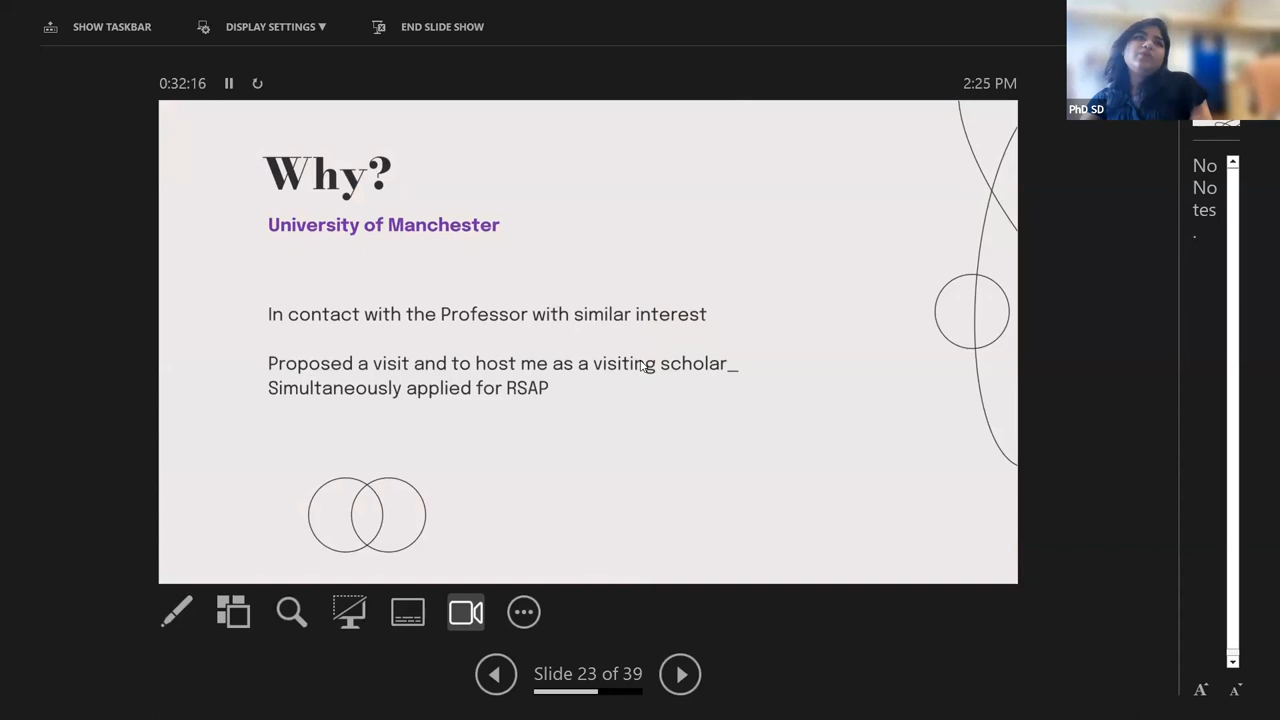 SHOW TASKBAR
DISPLAY SETTINGS ▼
END SLIDE SHOW
PhD SD
0:32:16
2:25 PM
Why?
University of Manchester
In contact with the Professor with similar interest
Proposed a visit and to host me as a visiting scholar_
Simultaneously applied for RSAP
No
No
tes
.
Slide 23 of 39
A A